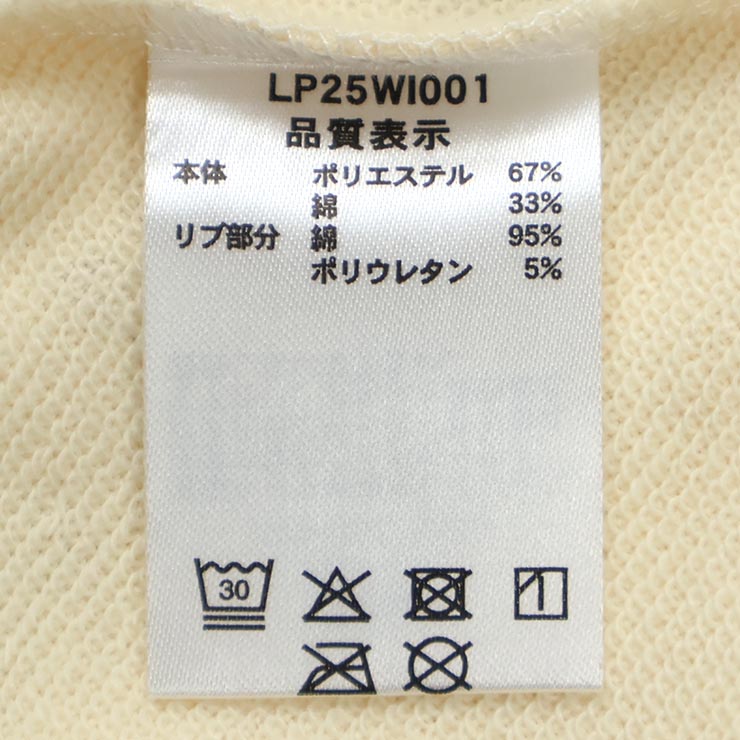 LP25WI001
品質表示
本体 ポリエステル 67%
綿 33%
リブ部分 綿 95%
ポリウレタン 5%
30